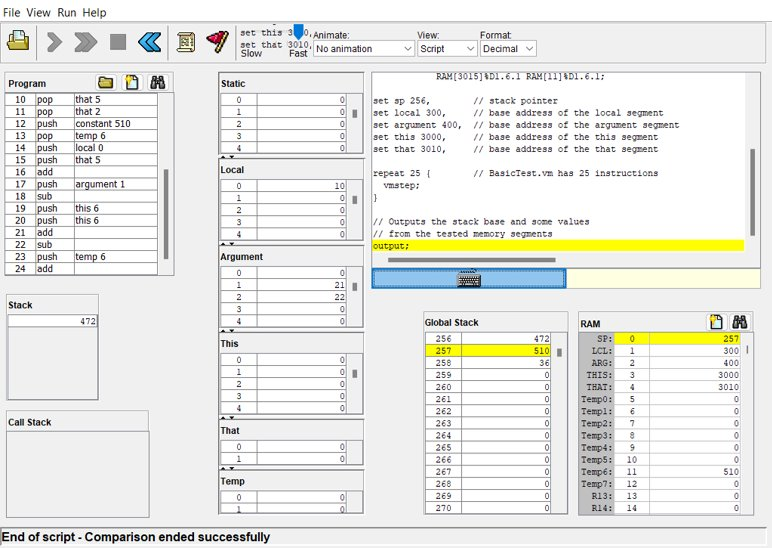 File View Run Help
set this 3000,
set that 3010,
Slow Fast
Animate: View: Format:
No animation Script Decimal
Program
10 pop that 5
11 pop that 2
12 push constant 510
13 pop temp 6
14 push local 0
15 push that 5
16 add
17 push argument 1
18 sub
19 push this 6
20 push this 6
21 add
22 sub
23 push temp 6
24 add
Stack
472
Call Stack
Static
0 0
1 0
2 0
3 0
4 0
Local
0 10
1 0
2 0
3 0
4 0
Argument
0 0
1 21
2 22
3 0
4 0
This
0 0
1 0
2 0
3 0
4 0
That
0 0
1 0
Temp
0 0
1 0
RAM[3015]%D1.6.1 RAM[11]%D1.6.1;
set sp 256, // stack pointer
set local 300, // base address of the local segment
set argument 400, // base address of the argument segment
set this 3000, // base address of the this segment
set that 3010, // base address of the that segment
repeat 25 { // BasicTest.vm has 25 instructions
vmstep;
}
// Outputs the stack base and some values
// from the tested memory segments
output;
Global Stack
256 472
257 510
258 36
259 0
260 0
261 0
262 0
263 0
264 0
265 0
266 0
267 0
268 0
269 0
270 0
RAM
SP: 0 257
LCL: 1 300
ARG: 2 400
THIS: 3 3000
THAT: 4 3010
Temp0: 5 0
Temp1: 6 0
Temp2: 7 0
Temp3: 8 0
Temp4: 9 0
Temp5: 10 0
Temp6: 11 510
Temp7: 12 0
R13: 13 0
R14: 14 0
End of script - Comparison ended successfully